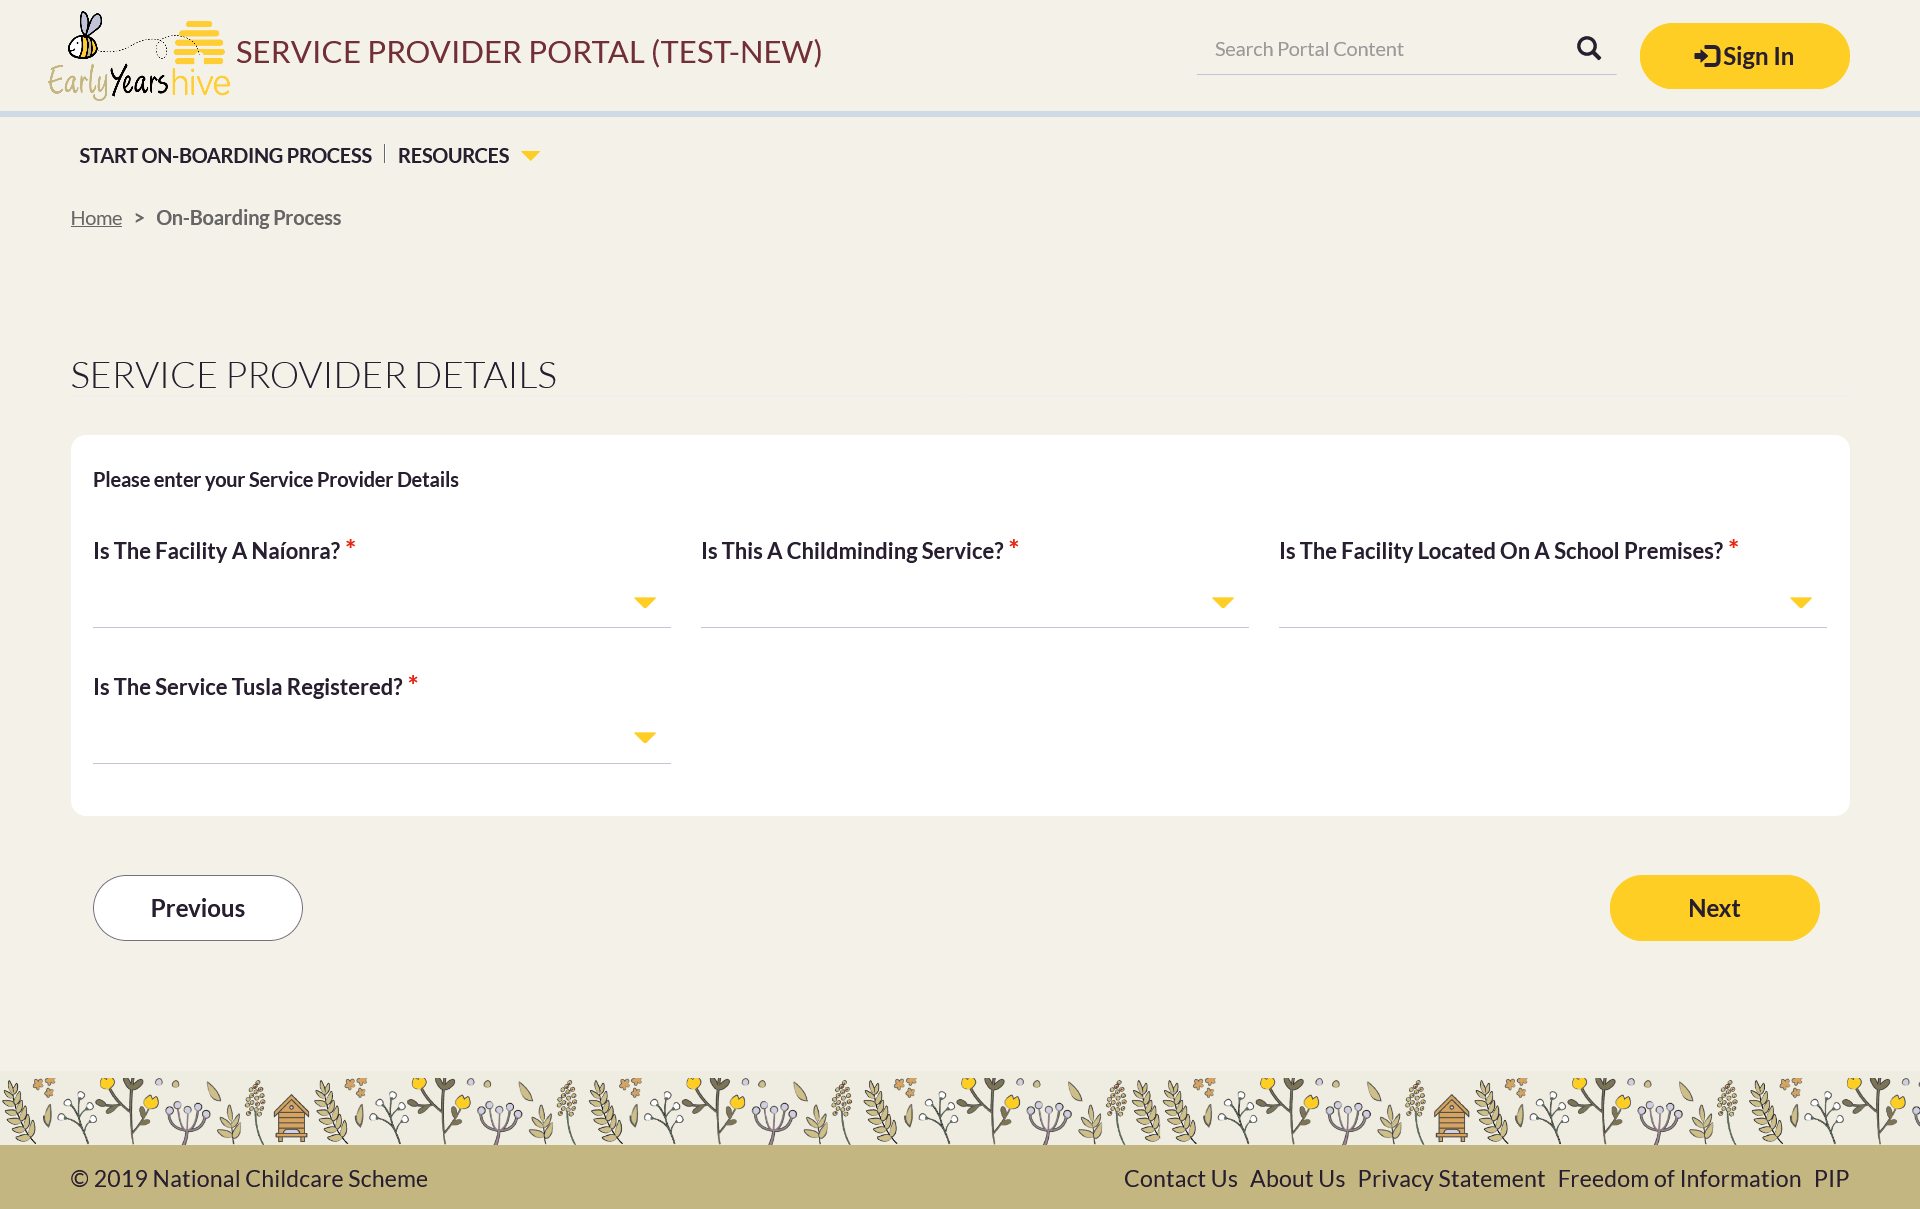 Early Years hive
SERVICE PROVIDER PORTAL (TEST-NEW)
Search Portal Content
Sign In
START ON-BOARDING PROCESS
RESOURCES
Home > On-Boarding Process
SERVICE PROVIDER DETAILS
Please enter your Service Provider Details
Is The Facility A Naíonra? *
Is This A Childminding Service? *
Is The Facility Located On A School Premises? *
Is The Service Tusla Registered? *
Previous
Next
© 2019 National Childcare Scheme
Contact Us About Us Privacy Statement Freedom of Information PIP